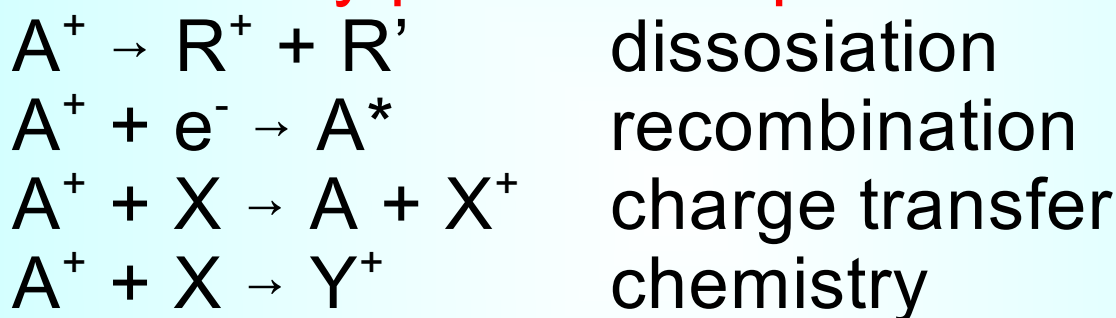 A⁺ → R⁺ + R’ dissosiation
A⁺ + e⁻ → A* recombination
A⁺ + X → A + X⁺ charge transfer
A⁺ + X → Y⁺ chemistry